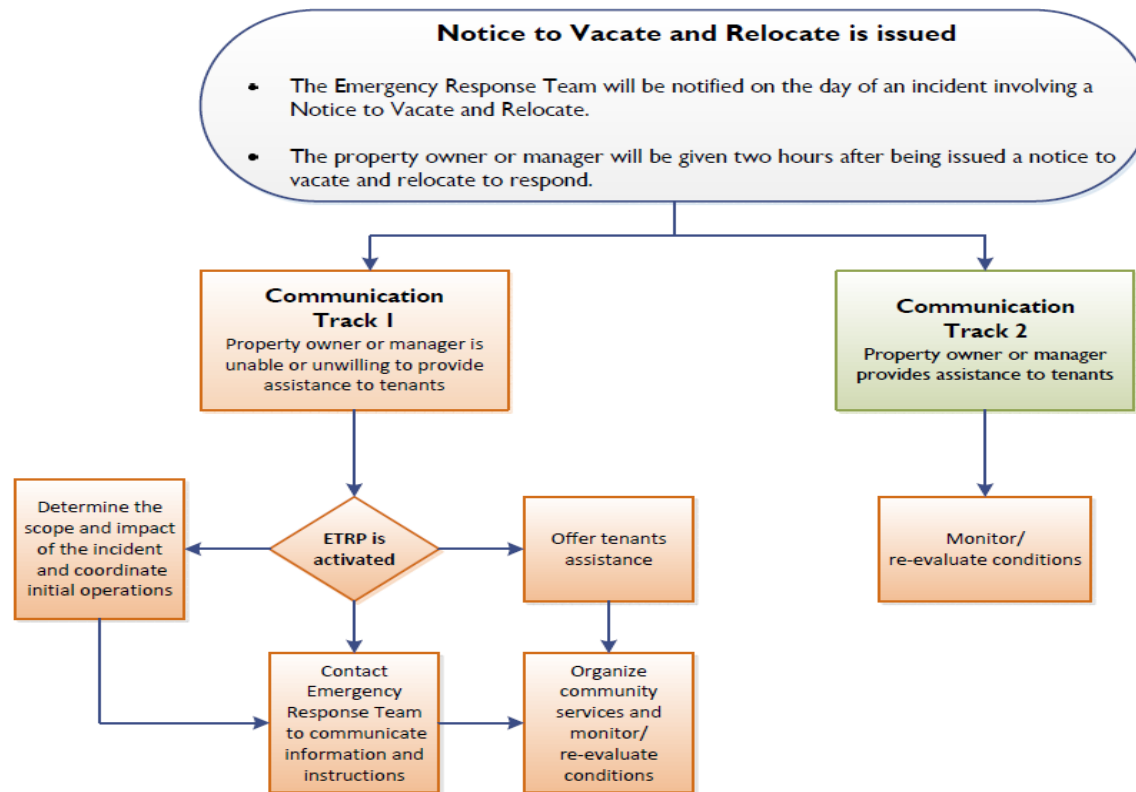 Notice to Vacate and Relocate is issued
• The Emergency Response Team will be notified on the day of an incident involving a
Notice to Vacate and Relocate.
• The property owner or manager will be given two hours after being issued a notice to
vacate and relocate to respond.
Communication
Track 1
Property owner or manager is
unable or unwilling to provide
assistance to tenants
Communication
Track 2
Property owner or manager
provides assistance to tenants
Determine the
scope and impact
of the incident
and coordinate
initial operations
ETRP is
activated
Offer tenants
assistance
Monitor/
re-evaluate conditions
Contact
Emergency
Response Team
to communicate
information and
instructions
Organize
community
services and
monitor/
re-evaluate
conditions